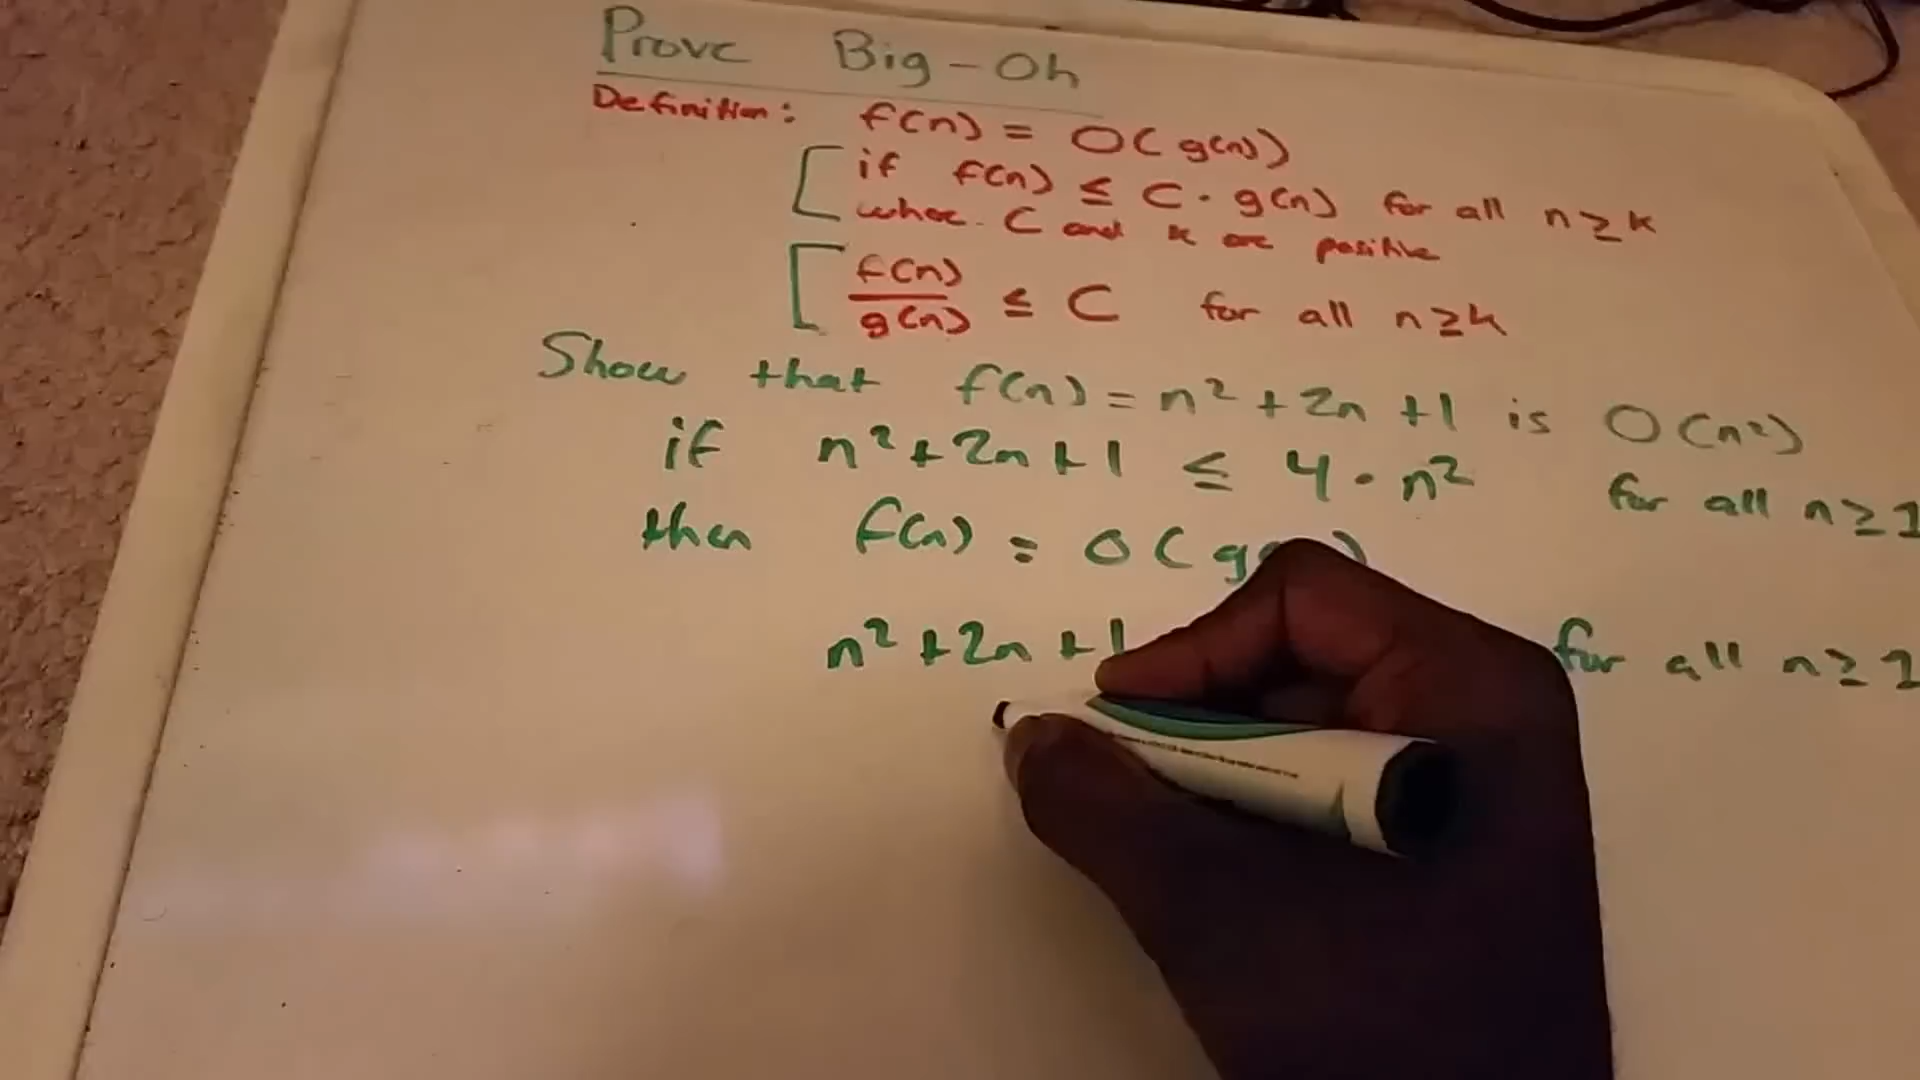 Prove Big-Oh
Definition: f(n) = O(g(n))
if f(n) ≤ C · g(n) for all n ≥ k
where C and k are positive
f(n)
g(n) ≤ C for all n ≥ k
Show that f(n) = n² + 2n + 1 is O(n²)
if n² + 2n + 1 ≤ 4 · n² for all n ≥ 1
then f(n) = O(g
n² + 2n + 1 for all n ≥ 1